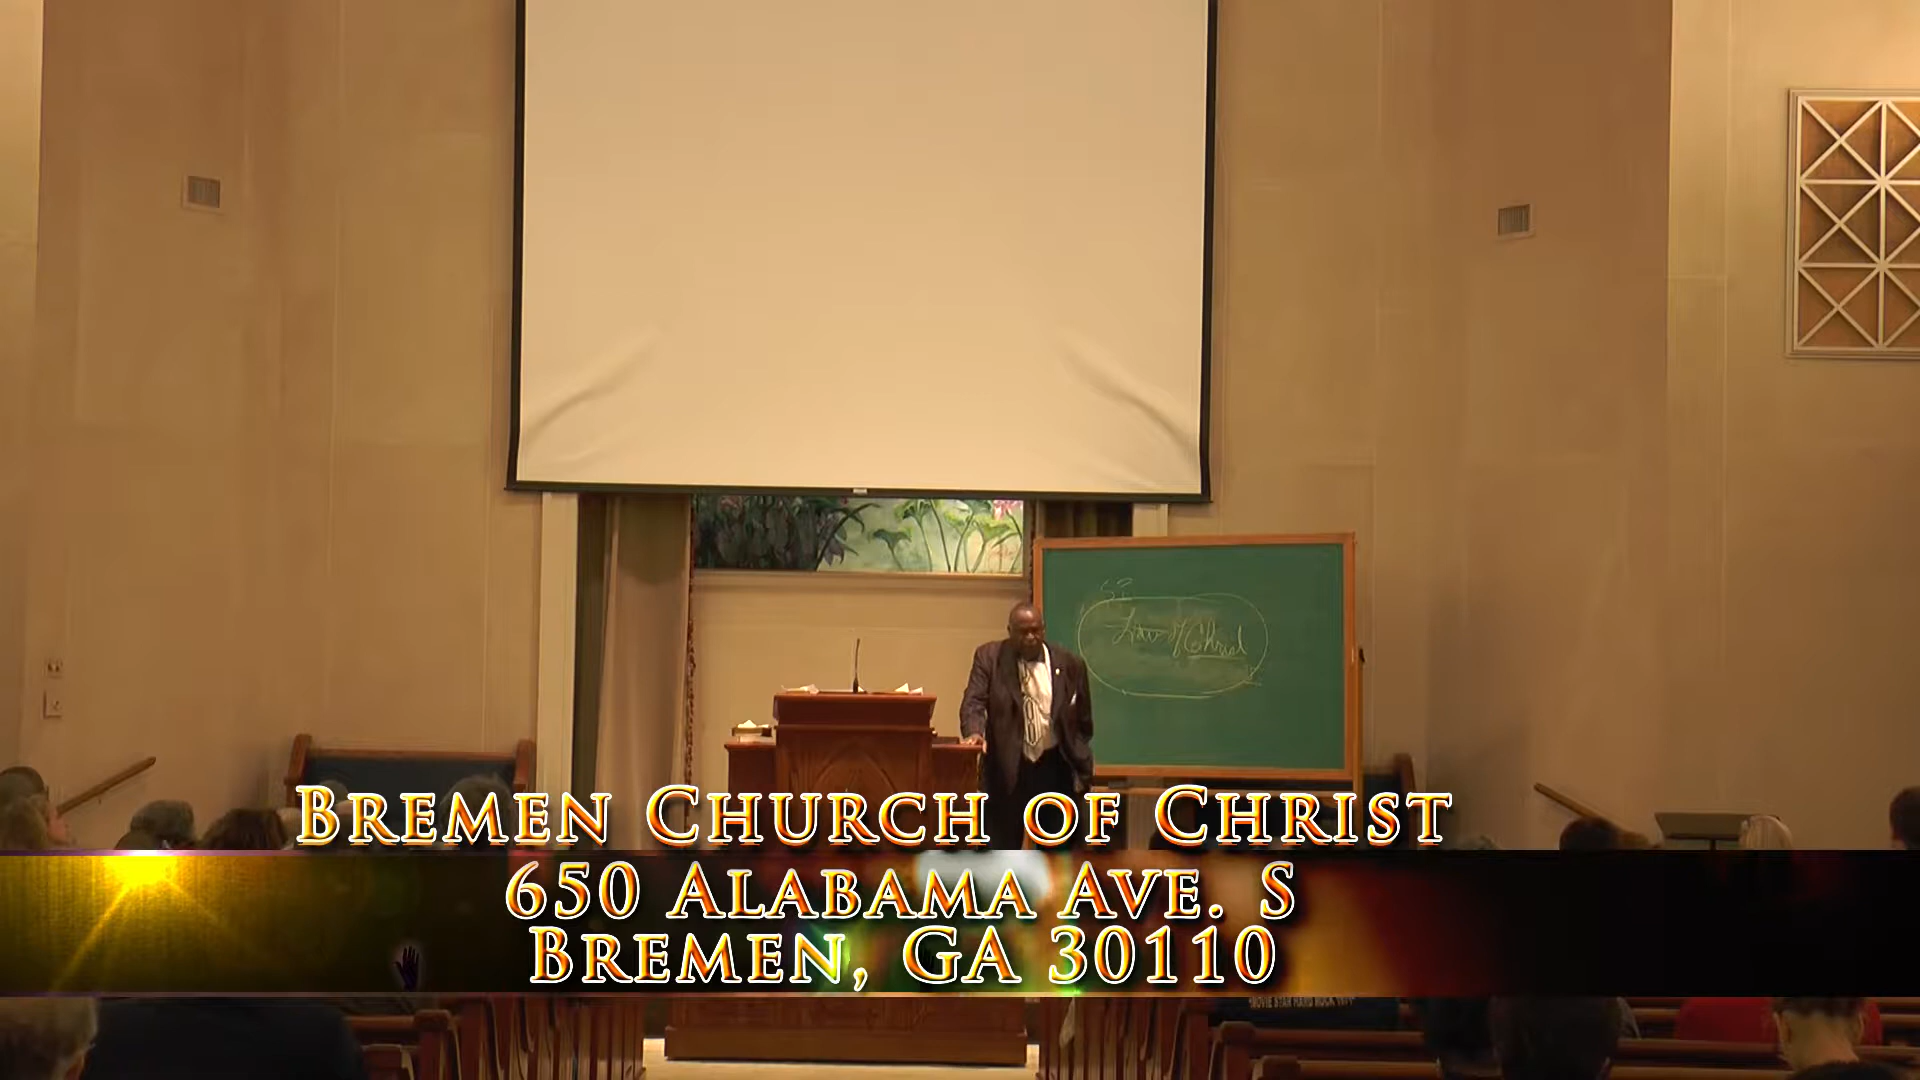 Law of Christ
Bremen Church of Christ
650 Alabama Ave. S
Bremen, GA 30110